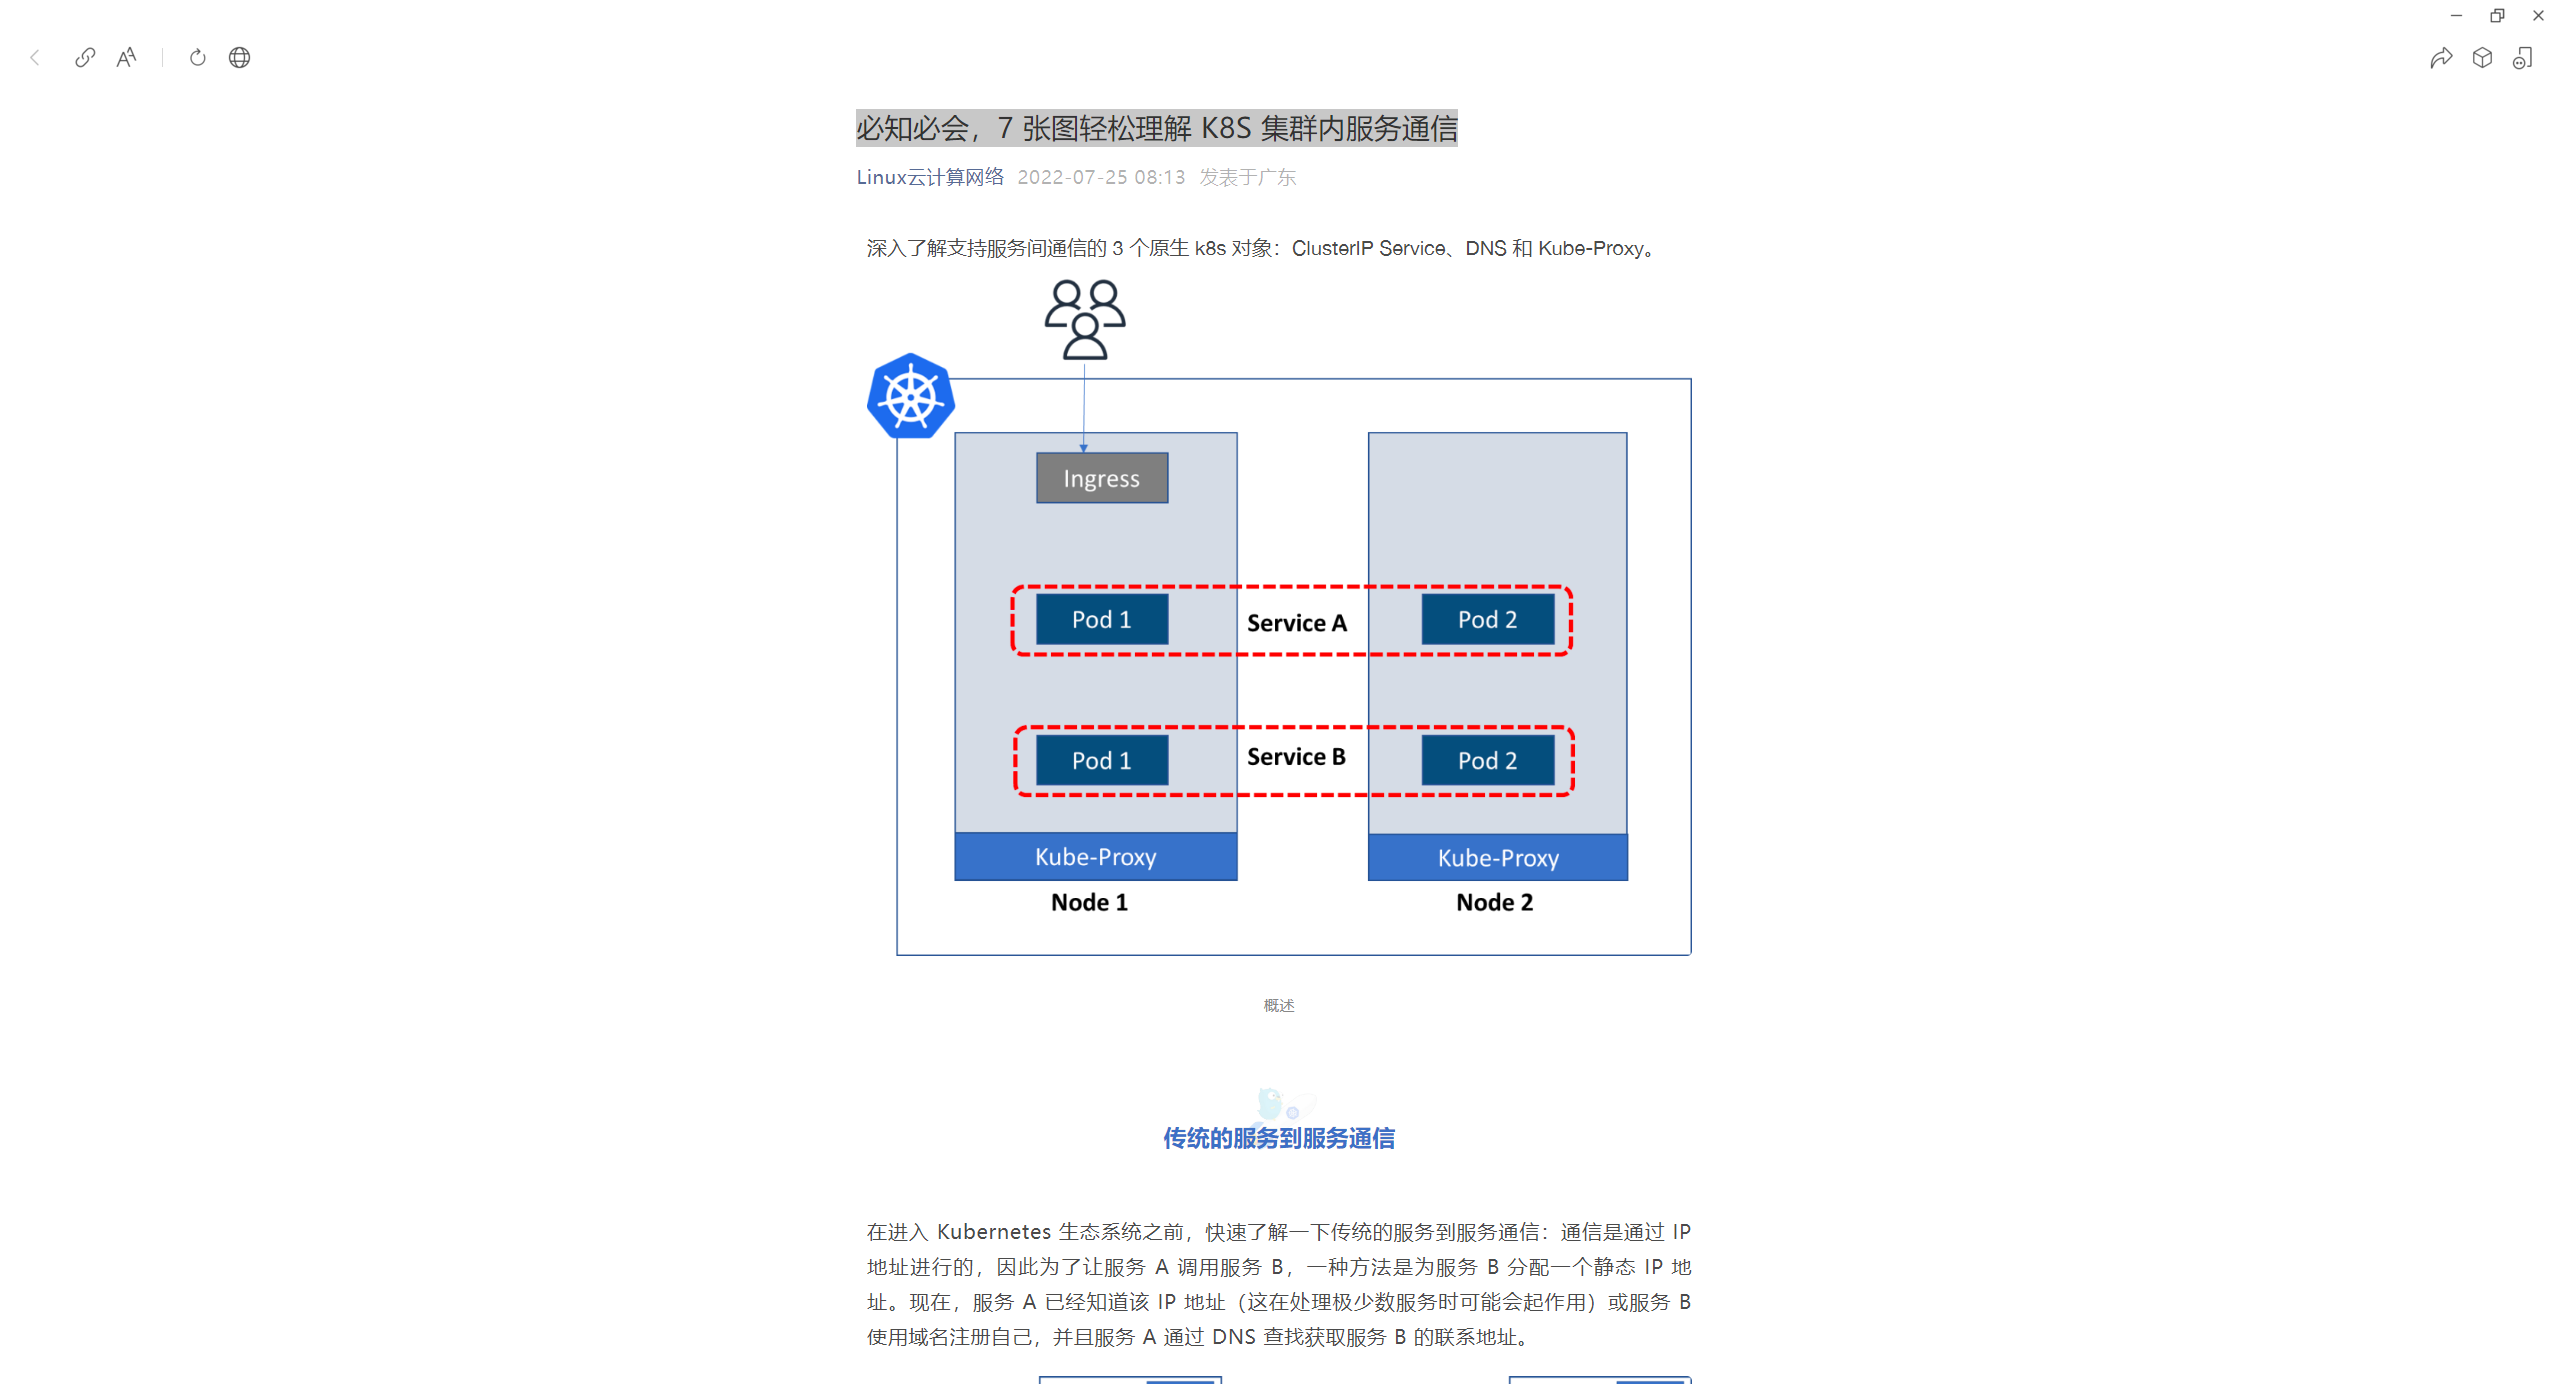 必知必会，7 张图轻松理解 K8S 集群内服务通信
Linux云计算网络 2022-07-25 08:13 发表于广东
深入了解支持服务间通信的 3 个原生 k8s 对象：ClusterIP Service、DNS 和 Kube-Proxy。
Ingress
Pod 1 Service A Pod 2
Pod 1 Service B Pod 2
Kube-Proxy Kube-Proxy
Node 1 Node 2
概述
传统的服务到服务通信
在进入 Kubernetes 生态系统之前，快速了解一下传统的服务到服务通信：通信是通过 IP
地址进行的，因此为了让服务 A 调用服务 B，一种方法是为服务 B 分配一个静态 IP 地
址。现在，服务 A 已经知道该 IP 地址（这在处理极少数服务时可能会起作用）或服务 B
使用域名注册自己，并且服务 A 通过 DNS 查找获取服务 B 的联系地址。